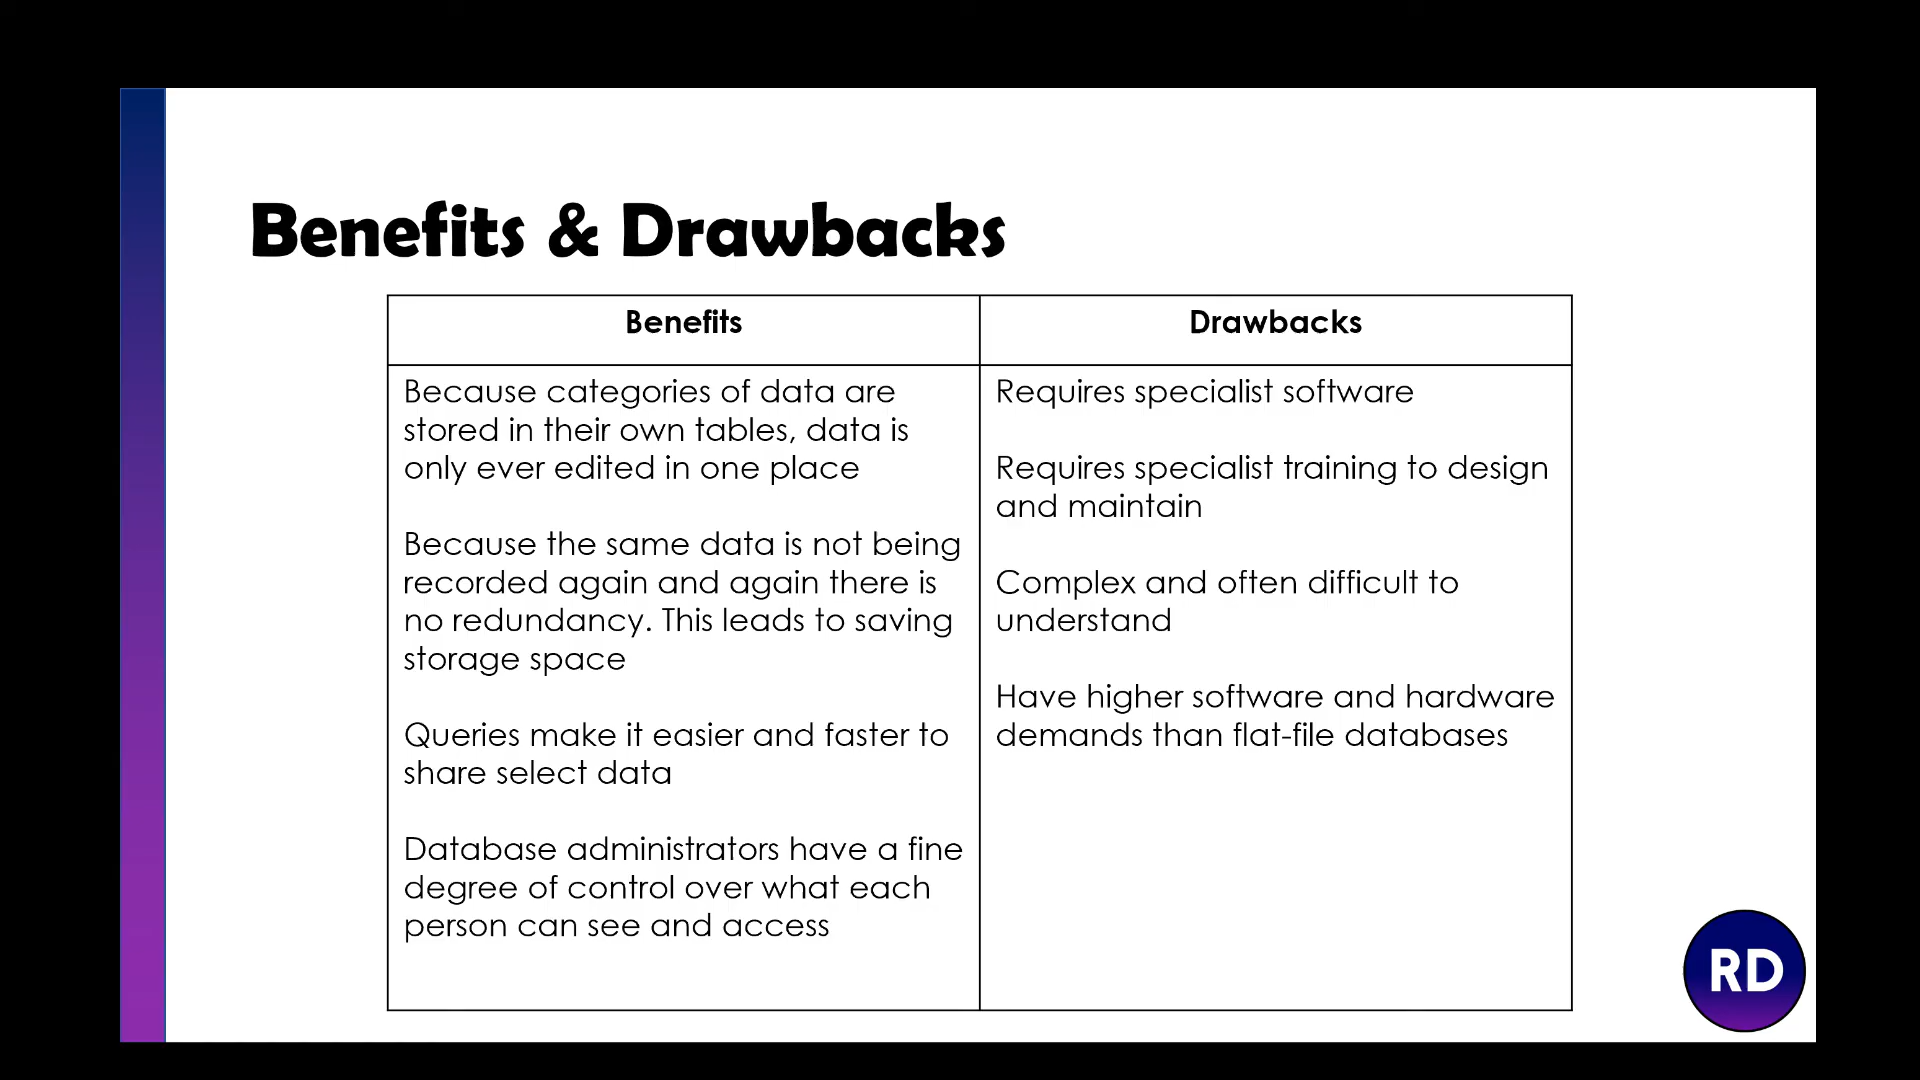 Benefits & Drawbacks
Benefits
Drawbacks
Because categories of data are
stored in their own tables, data is
only ever edited in one place
Because the same data is not being
recorded again and again there is
no redundancy. This leads to saving
storage space
Queries make it easier and faster to
share select data
Database administrators have a fine
degree of control over what each
person can see and access
Requires specialist software
Requires specialist training to design
and maintain
Complex and often difficult to
understand
Have higher software and hardware
demands than flat-file databases
RD